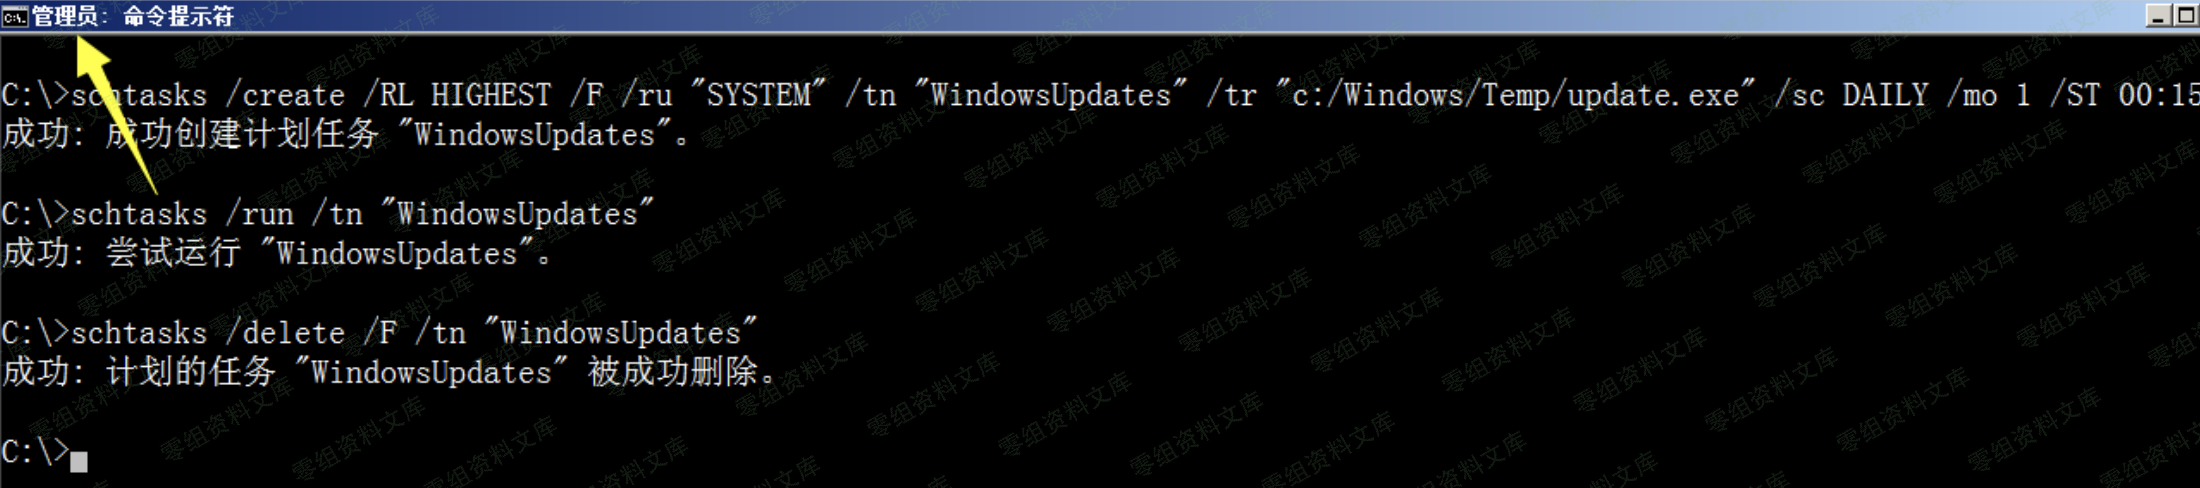 管理员: 命令提示符
C:\>schtasks /create /RL HIGHEST /F /ru "SYSTEM" /tn "WindowsUpdates" /tr "c:/Windows/Temp/update.exe" /sc DAILY /mo 1 /ST 00:15
成功: 成功创建计划任务 "WindowsUpdates"。
C:\>schtasks /run /tn "WindowsUpdates"
成功: 尝试运行 "WindowsUpdates"。
C:\>schtasks /delete /F /tn "WindowsUpdates"
成功: 计划的任务 "WindowsUpdates" 被成功删除。
C:\>
零组资料文库